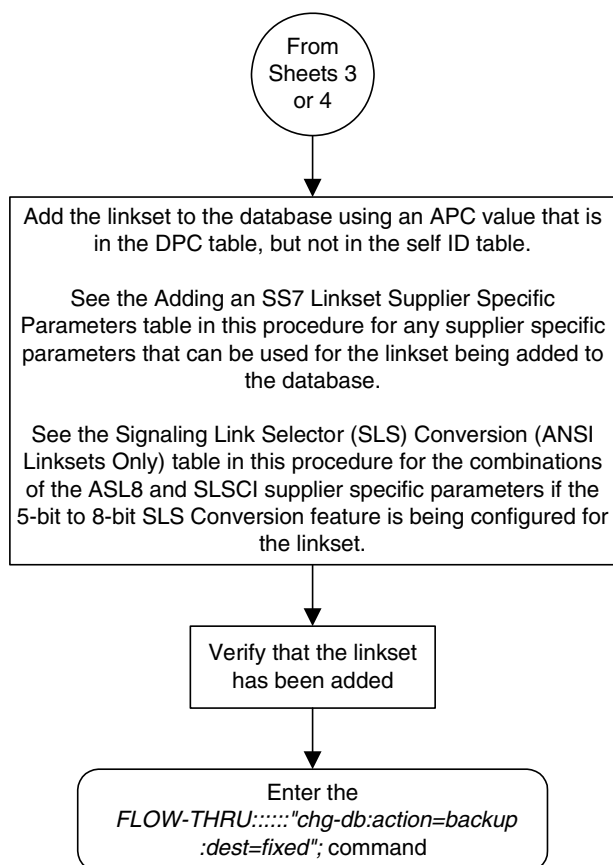 From
Sheets 3
or 4
Add the linkset to the database using an APC value that is
in the DPC table, but not in the self ID table.
See the Adding an SS7 Linkset Supplier Specific
Parameters table in this procedure for any supplier specific
parameters that can be used for the linkset being added to
the database.
See the Signaling Link Selector (SLS) Conversion (ANSI
Linksets Only) table in this procedure for the combinations
of the ASL8 and SLSCI supplier specific parameters if the
5-bit to 8-bit SLS Conversion feature is being configured for
the linkset.
Verify that the linkset
has been added
Enter the
FLOW-THRU::::::"chg-db:action=backup
:dest=fixed"; command